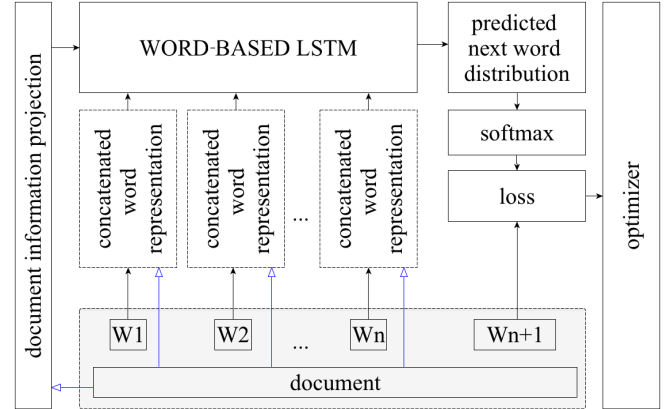 document information projection
WORD-BASED LSTM
predicted
next word
distribution
softmax
loss
optimizer
concatenated
word
representation
concatenated
word
representation
...
concatenated
word
representation
W1
W2
...
Wn
Wn+1
document